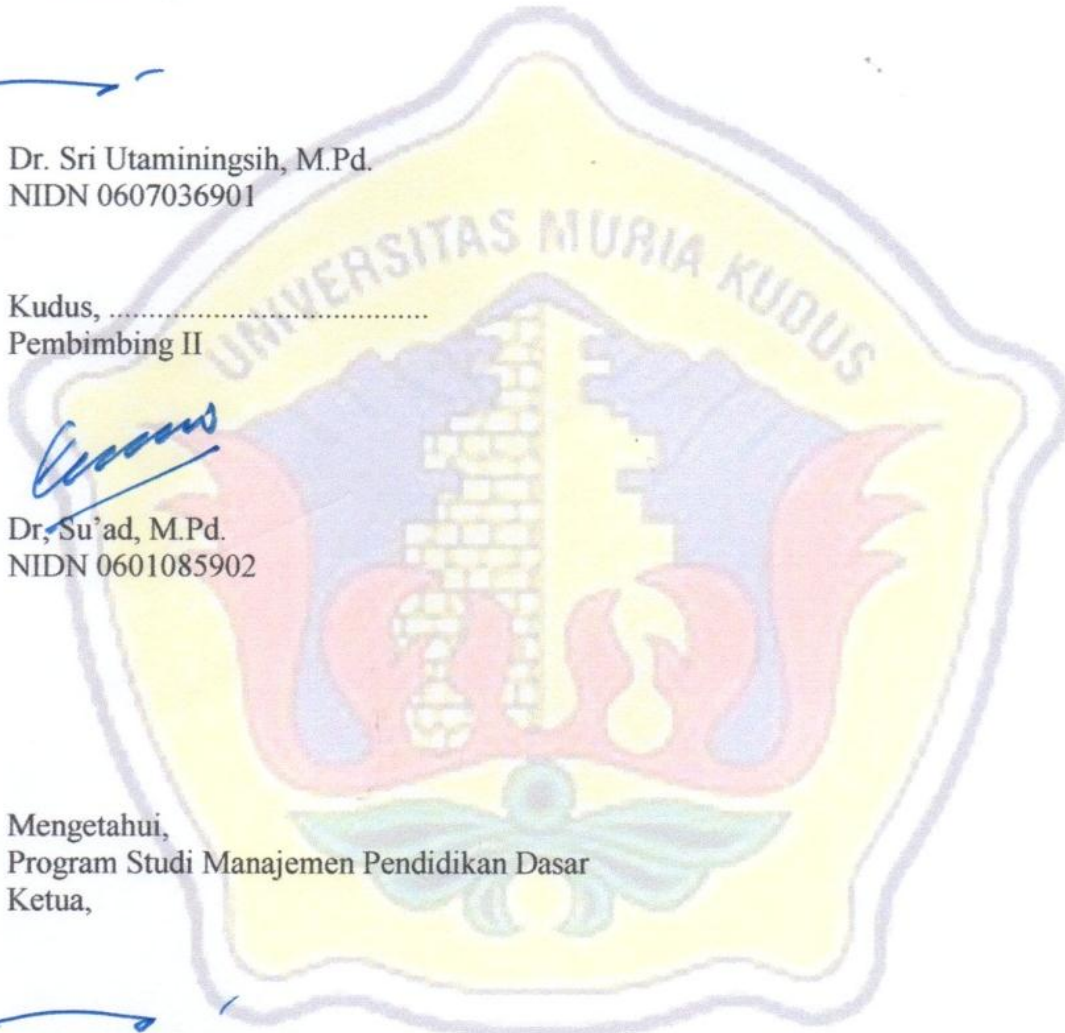 Dr. Sri Utaminingsih, M.Pd.
NIDN 0607036901
UNIVERSITAS MURIA KUDUS
Kudus, ......................................
Pembimbing II
Dr, Su'ad, M.Pd.
NIDN 0601085902
Mengetahui,
Program Studi Manajemen Pendidikan Dasar
Ketua,